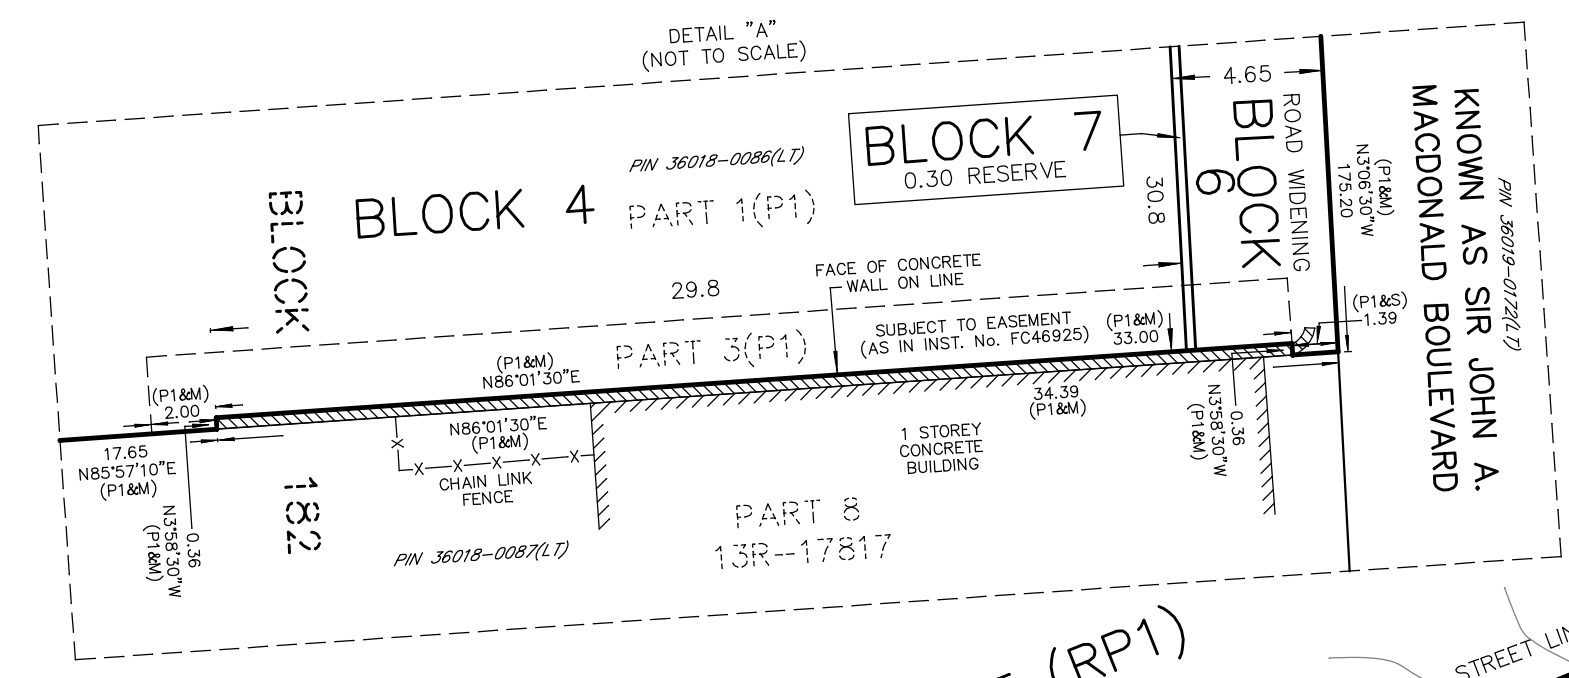 DETAIL "A"
(NOT TO SCALE)
4.65
ROAD WIDENING
BLOCK
6
BLOCK 7
0.30 RESERVE
PIN 36018-0086(LT)
BLOCK 4
PART 1(P1)
30.8
(P1&M)
N3°06'30"W
175.20
KNOWN AS SIR JOHN A.
MACDONALD BOULEVARD
PIN 36019-0172(LT)
BLOCK
182
FACE OF CONCRETE
WALL ON LINE
29.8
SUBJECT TO EASEMENT
(AS IN INST. No. FC46925)
(P1&M)
33.00
(P1&S)
1.39
PART 3(P1)
(P1&M)
N86°01'30"E
(P1&M)
2.00
17.65
N85°57'10"E
(P1&M)
N86°01'30"E
(P1&M)
34.39
(P1&M)
0.36
N3°58'30"W
(P1&M)
X X X X X X
CHAIN LINK
FENCE
1 STOREY
CONCRETE
BUILDING
0.36
N3°58'30"W
(P1&M)
PIN 36018-0087(LT)
PART 8
13R--17817
(RP1)
STREET LIN